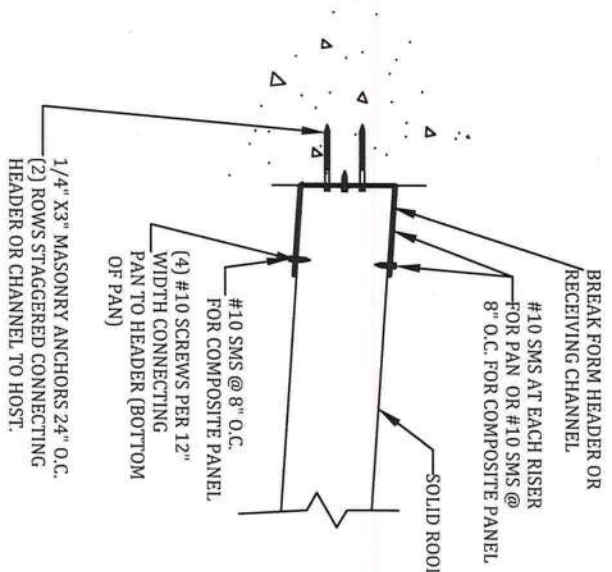 BREAK FORM HEADER OR
RECEIVING CHANNEL
#10 SMS AT EACH RISER
FOR PAN OR #10 SMS @
8" O.C. FOR COMPOSITE PANEL
SOLID ROOF
#10 SMS @ 8" O.C.
FOR COMPOSITE PANEL
(4) #10 SCREWS PER 12"
WIDTH CONNECTING
PAN TO HEADER (BOTTOM
OF PAN)
1/4" X3" MASONRY ANCHORS 24" O.C.
(2) ROWS STAGGERED CONNECTING
HEADER OR CHANNEL TO HOST.